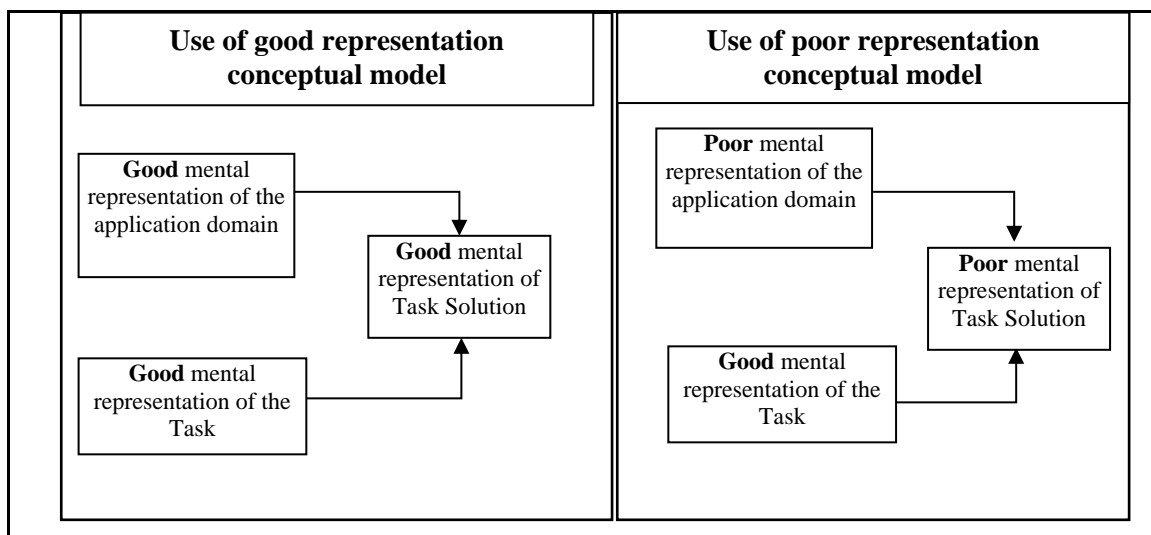 Use of good representation
conceptual model
Good mental
representation of the
application domain
Good mental
representation of
Task Solution
Good mental
representation of the
Task
Use of poor representation
conceptual model
Poor mental
representation of the
application domain
Poor mental
representation of
Task Solution
Good mental
representation of the
Task